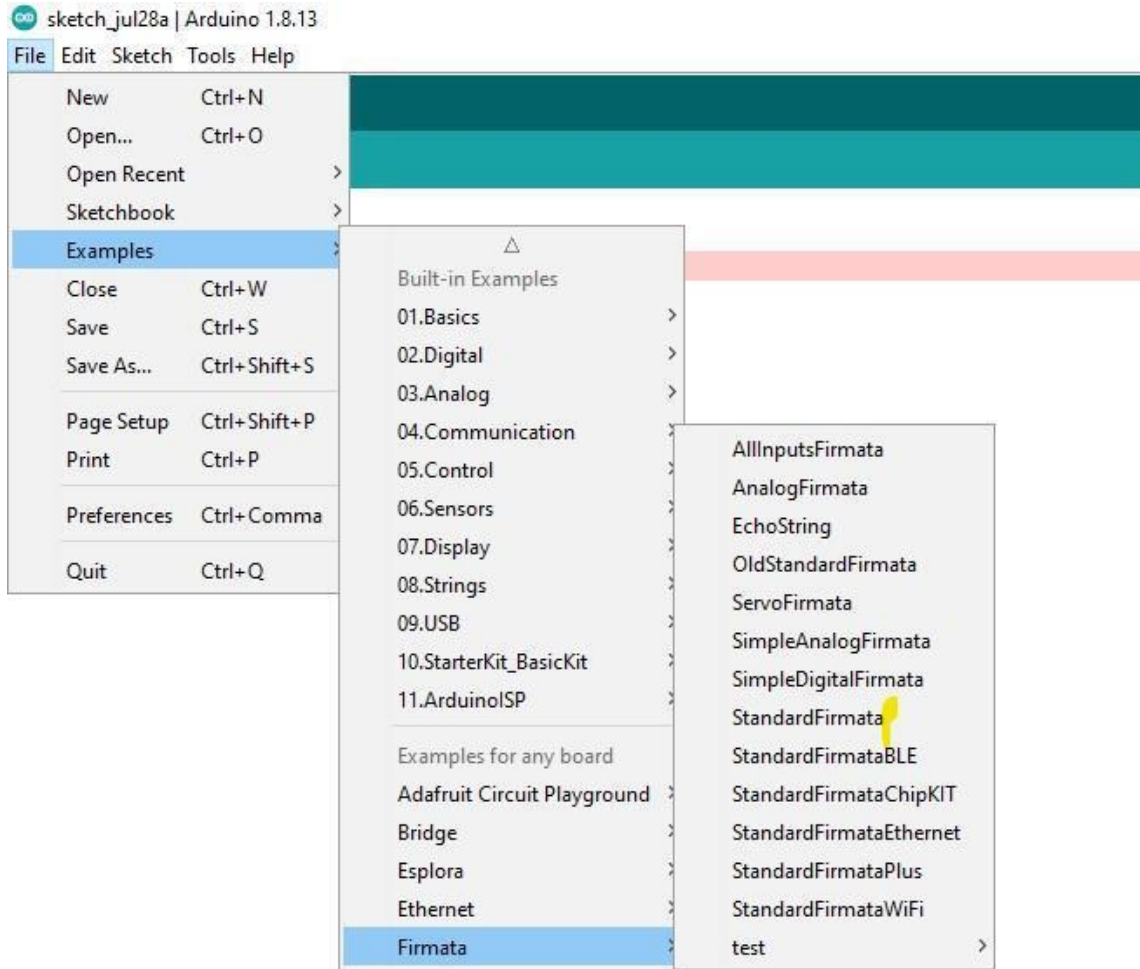 sketch_jul28a | Arduino 1.8.13
File Edit Sketch Tools Help
New Ctrl+N
Open... Ctrl+O
Open Recent
Sketchbook
Examples
Close Ctrl+W
Save Ctrl+S
Save As... Ctrl+Shift+S
Page Setup Ctrl+Shift+P
Print Ctrl+P
Preferences Ctrl+Comma
Quit Ctrl+Q
Built-in Examples
01.Basics
02.Digital
03.Analog
04.Communication
05.Control
06.Sensors
07.Display
08.Strings
09.USB
10.StarterKit_BasicKit
11.ArduinoISP
Examples for any board
Adafruit Circuit Playground
Bridge
Esplora
Ethernet
Firmata
AllInputsFirmata
AnalogFirmata
EchoString
OldStandardFirmata
ServoFirmata
SimpleAnalogFirmata
SimpleDigitalFirmata
StandardFirmata
StandardFirmataBLE
StandardFirmataChipKIT
StandardFirmataEthernet
StandardFirmataPlus
StandardFirmataWiFi
test